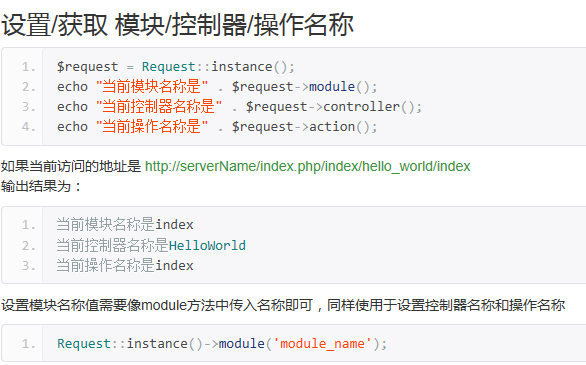 设置/获取 模块/控制器/操作名称
1. $request = Request::instance();
2. echo "当前模块名称是" . $request->module();
3. echo "当前控制器名称是" . $request->controller();
4. echo "当前操作名称是" . $request->action();
如果当前访问的地址是 http://serverName/index.php/index/hello_world/index
输出结果为：
1. 当前模块名称是index
2. 当前控制器名称是HelloWorld
3. 当前操作名称是index
设置模块名称值需要像module方法中传入名称即可，同样使用于设置控制器名称和操作名称
1. Request::instance()->module('module_name');